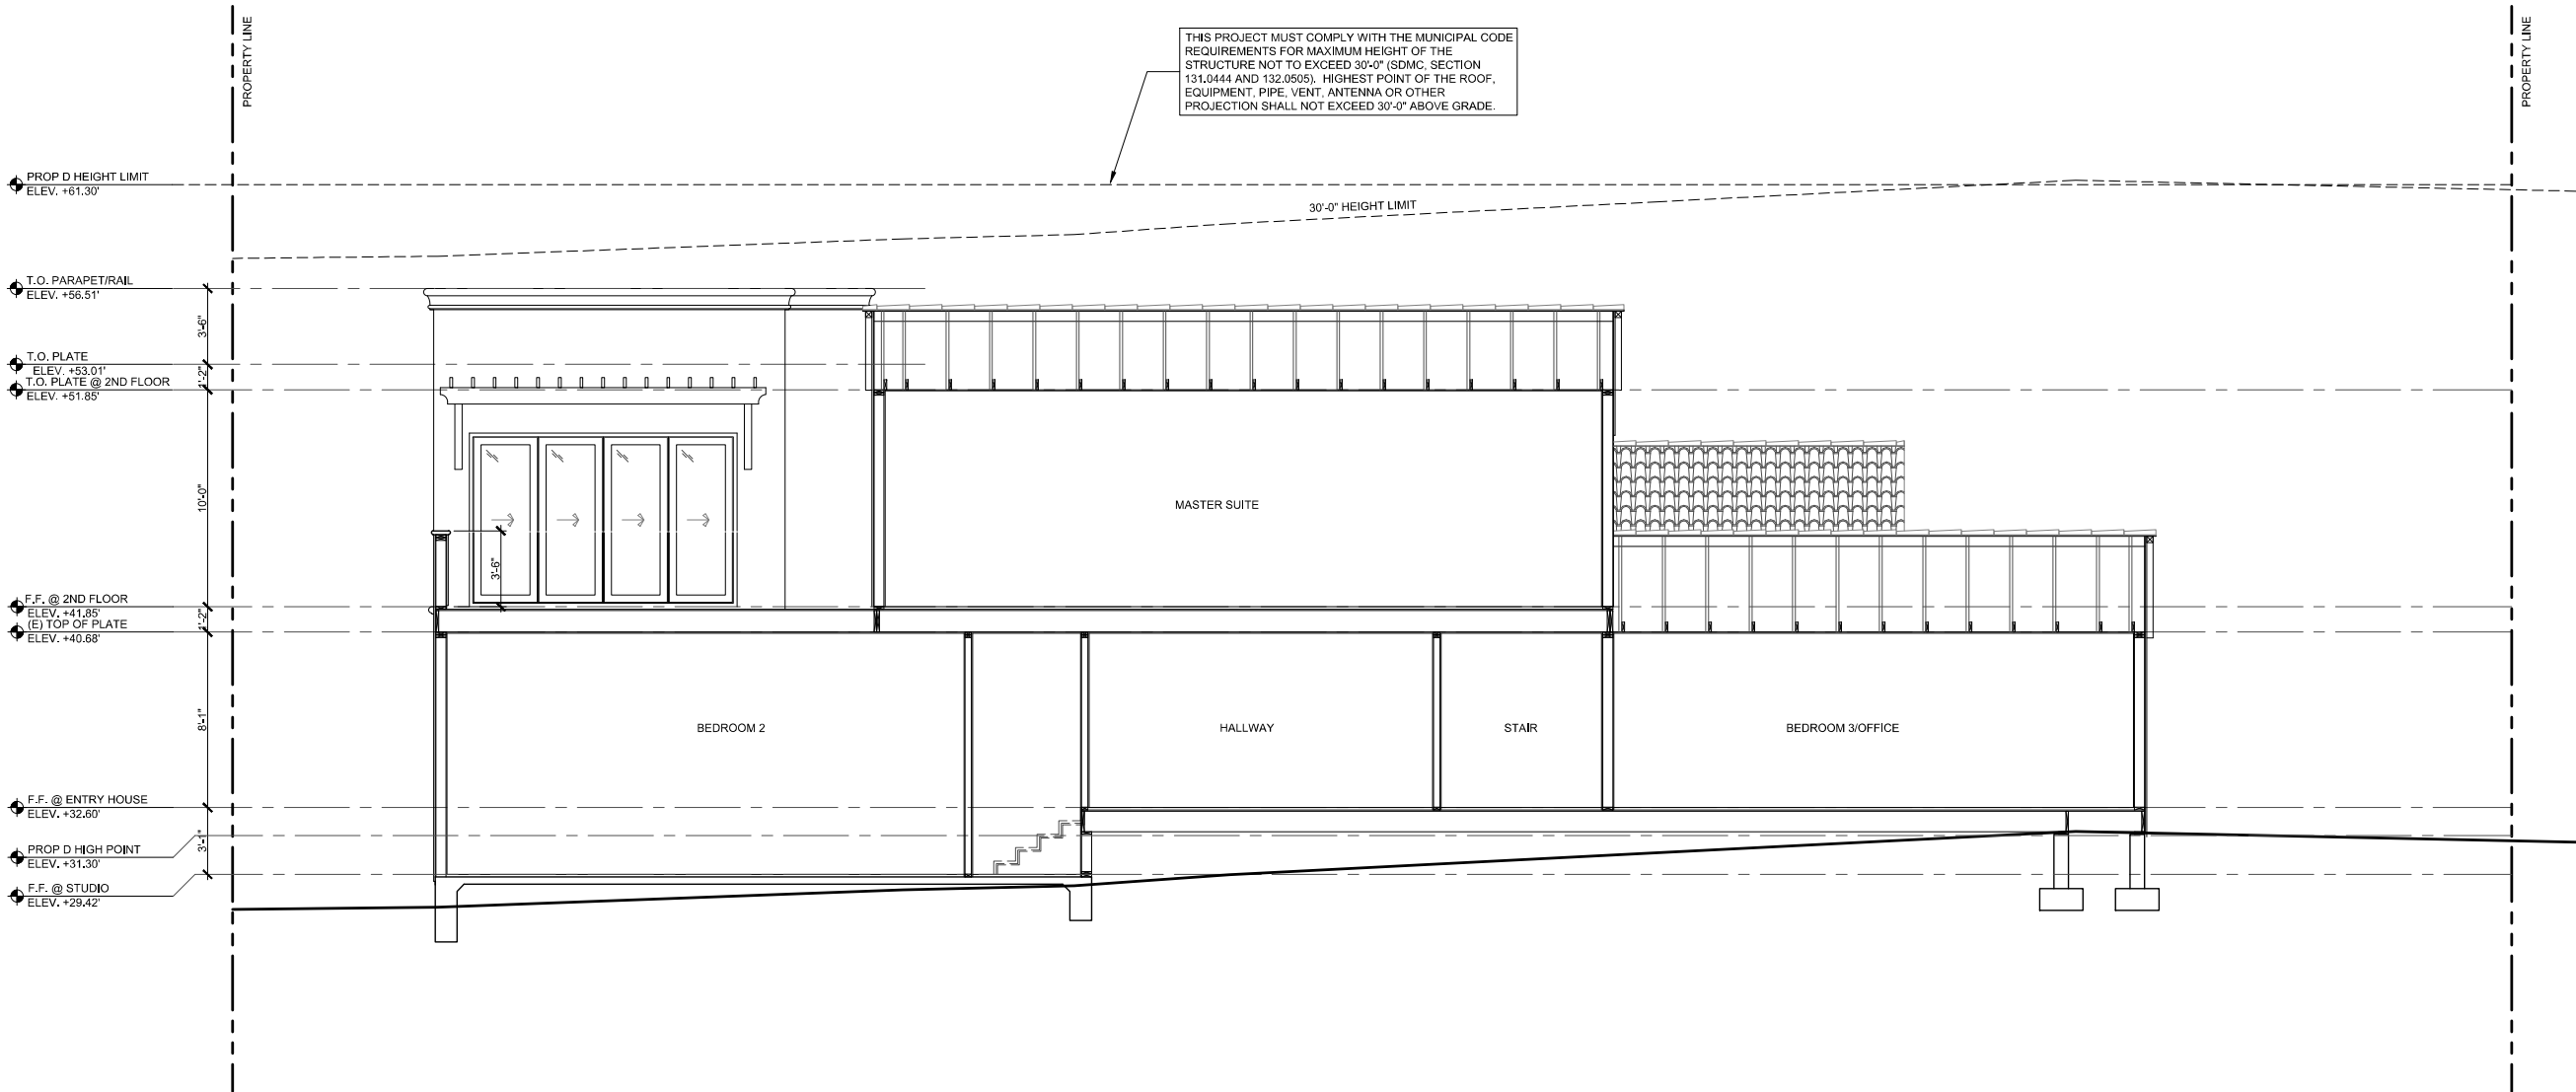 PROPERTY LINE
PROPERTY LINE
THIS PROJECT MUST COMPLY WITH THE MUNICIPAL CODE
REQUIREMENTS FOR MAXIMUM HEIGHT OF THE
STRUCTURE NOT TO EXCEED 30'-0" (SDMC, SECTION
131.0444 AND 132.0505). HIGHEST POINT OF THE ROOF,
EQUIPMENT, PIPE, VENT, ANTENNA OR OTHER
PROJECTION SHALL NOT EXCEED 30'-0" ABOVE GRADE.
PROP D HEIGHT LIMIT
ELEV. +61.30'
30'-0" HEIGHT LIMIT
T.O. PARAPET/RAIL
ELEV. +56.51'
3'-6"
T.O. PLATE
ELEV. +53.01'
1'-2"
T.O. PLATE @ 2ND FLOOR
ELEV. +51.85'
10'-0"
MASTER SUITE
3'-6"
F.F. @ 2ND FLOOR
ELEV. +41.85'
1'-2"
(E) TOP OF PLATE
ELEV. +40.68'
8'-1"
BEDROOM 2
HALLWAY
STAIR
BEDROOM 3/OFFICE
F.F. @ ENTRY HOUSE
ELEV. +32.60'
3'-1"
PROP D HIGH POINT
ELEV. +31.30'
F.F. @ STUDIO
ELEV. +29.42'